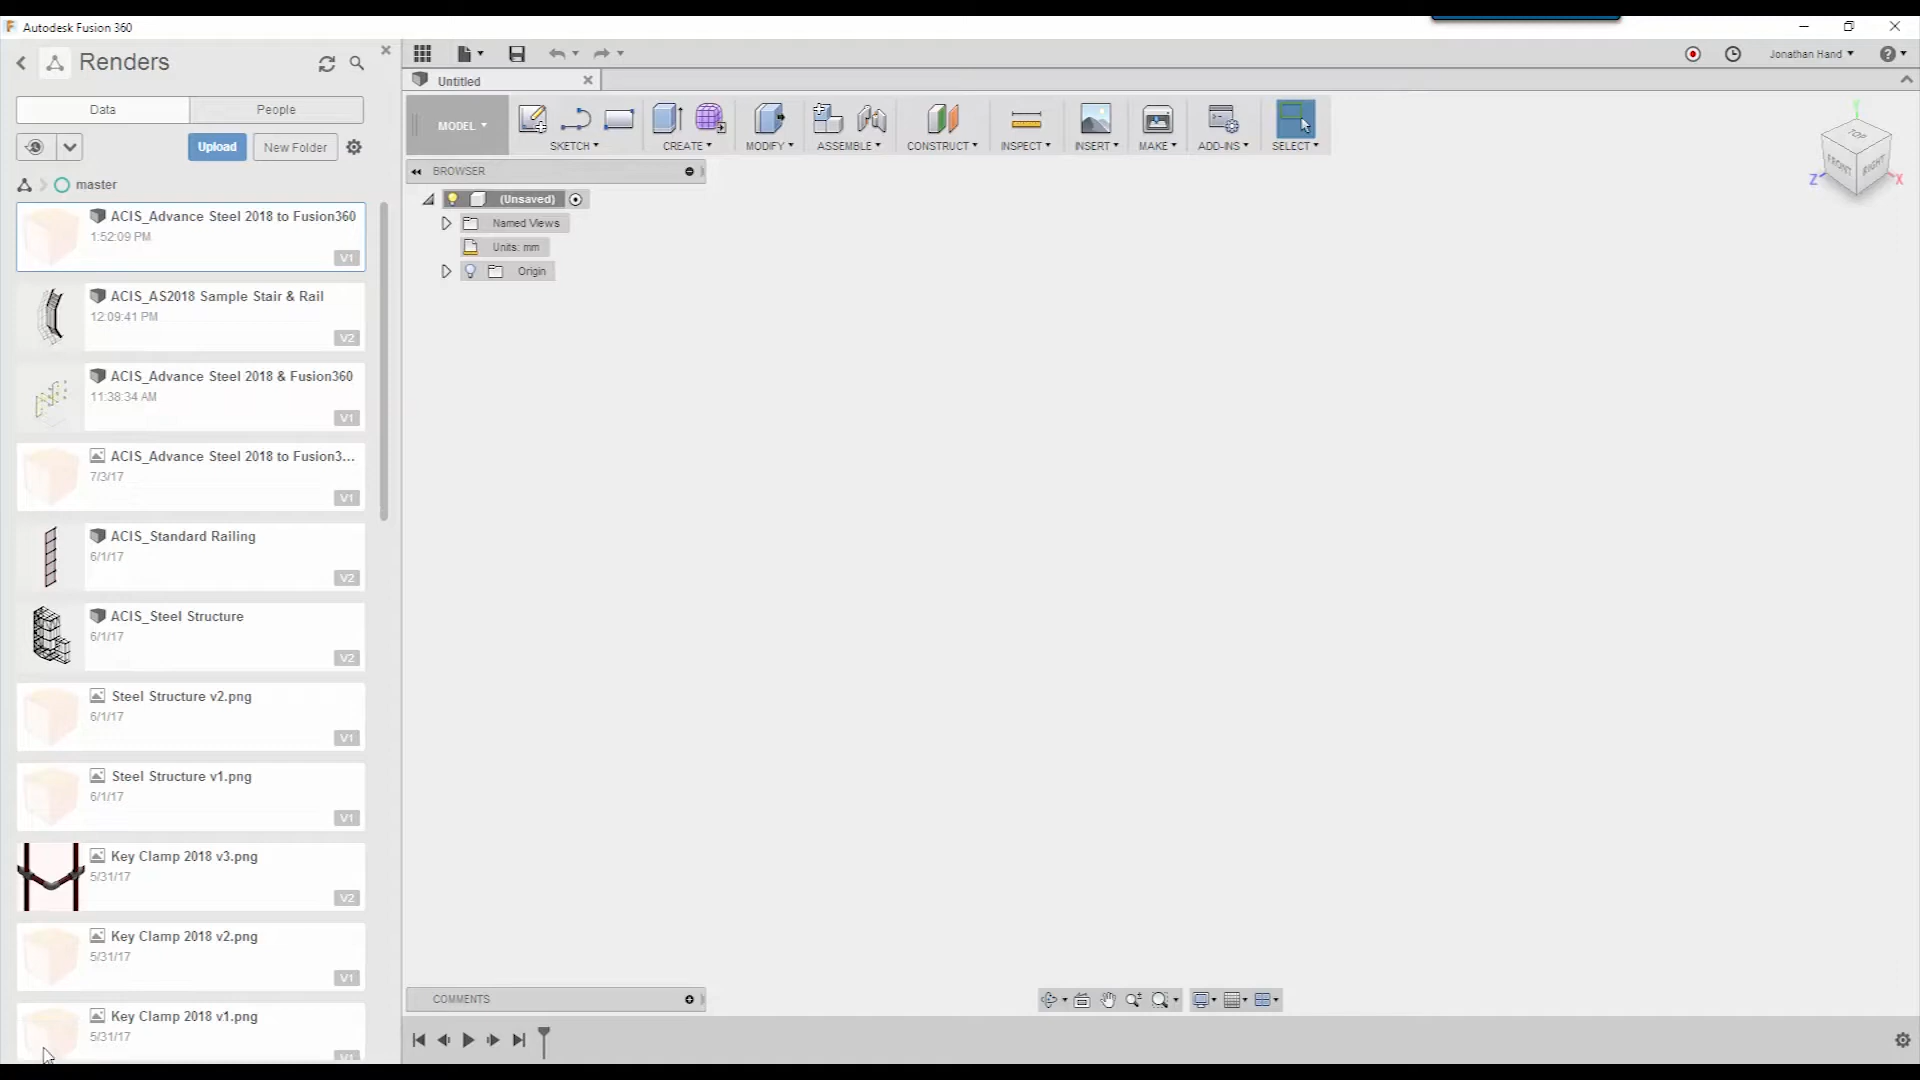 Autodesk Fusion 360
Renders
Jonathan Hand
Untitled
Data
People
MODEL
SKETCH
CREATE
MODIFY
ASSEMBLE
CONSTRUCT
INSPECT
INSERT
MAKE
ADD-INS
SELECT
TOP
FRONT
RIGHT
Y
Z
X
Upload
New Folder
BROWSER
master
(Unsaved)
Named Views
Units: mm
Origin
ACIS_Advance Steel 2018 to Fusion360
1:52:09 PM
V1
ACIS_AS2018 Sample Stair & Rail
12:09:41 PM
V2
ACIS_Advance Steel 2018 & Fusion360
11:38:34 AM
V1
ACIS_Advance Steel 2018 to Fusion3...
7/3/17
V1
ACIS_Standard Railing
6/1/17
V2
ACIS_Steel Structure
6/1/17
V2
Steel Structure v2.png
6/1/17
V1
Steel Structure v1.png
6/1/17
V1
Key Clamp 2018 v3.png
5/31/17
V2
Key Clamp 2018 v2.png
5/31/17
V1
Key Clamp 2018 v1.png
5/31/17
V1
COMMENTS